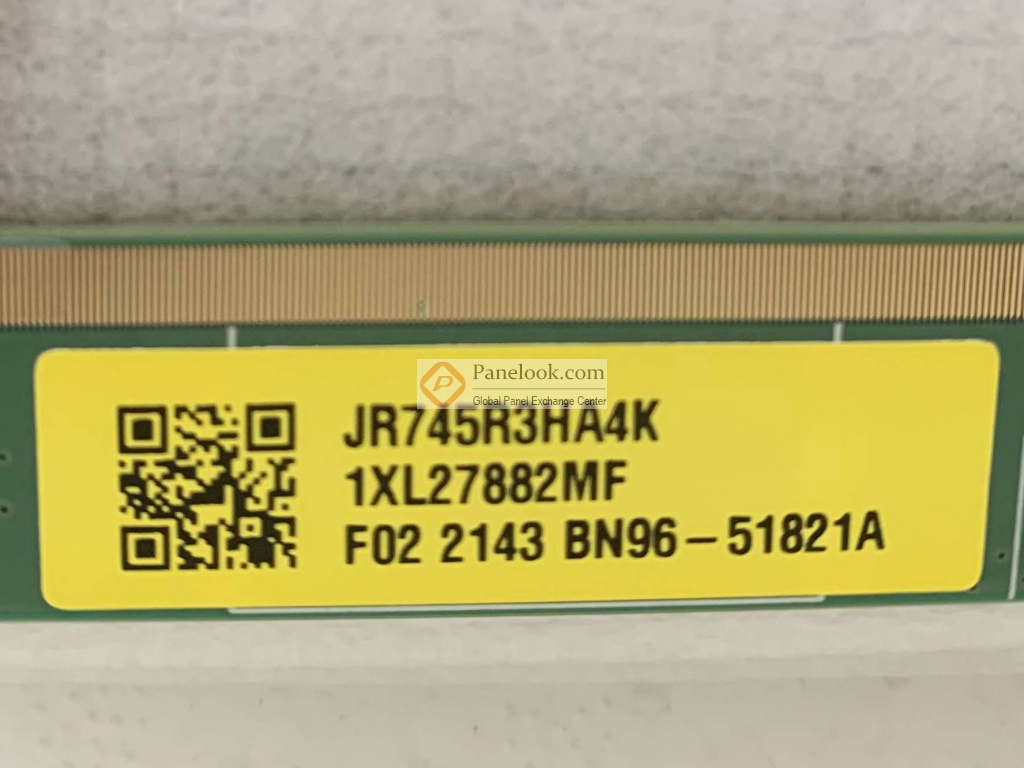 Panelook.com
Global Panel Exchange Center
JR745R3HA4K
1XL27882MF
F02 2143 BN96-51821A